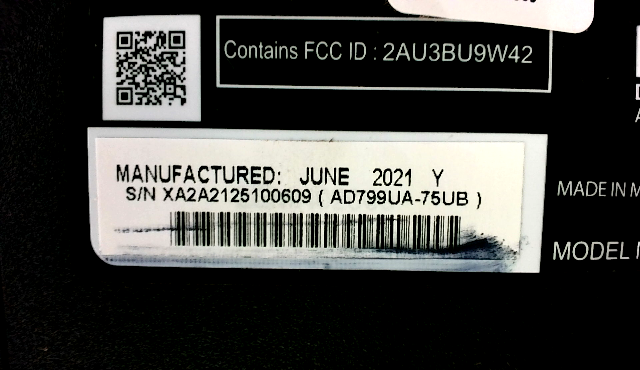 Contains FCC ID : 2AU3BU9W42
MANUFACTURED: JUNE 2021 Y
S/N XA2A2125100609 ( AD799UA-75UB )
MADE IN
MODEL